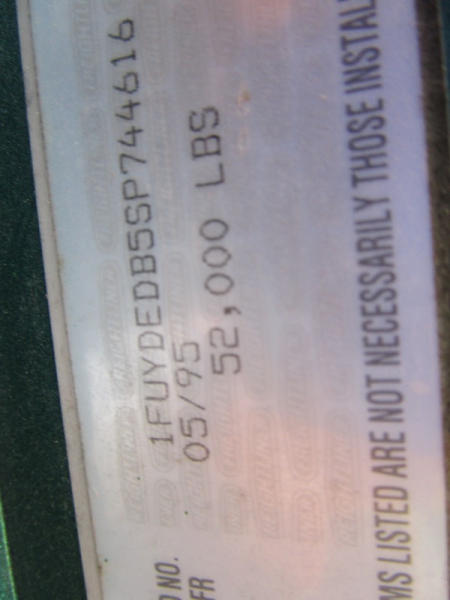 1FUYDEDB5SP744616
05/95
52,000 LBS
NO.
FR
MS LISTED ARE NOT NECESSARILY THOSE INSTAL